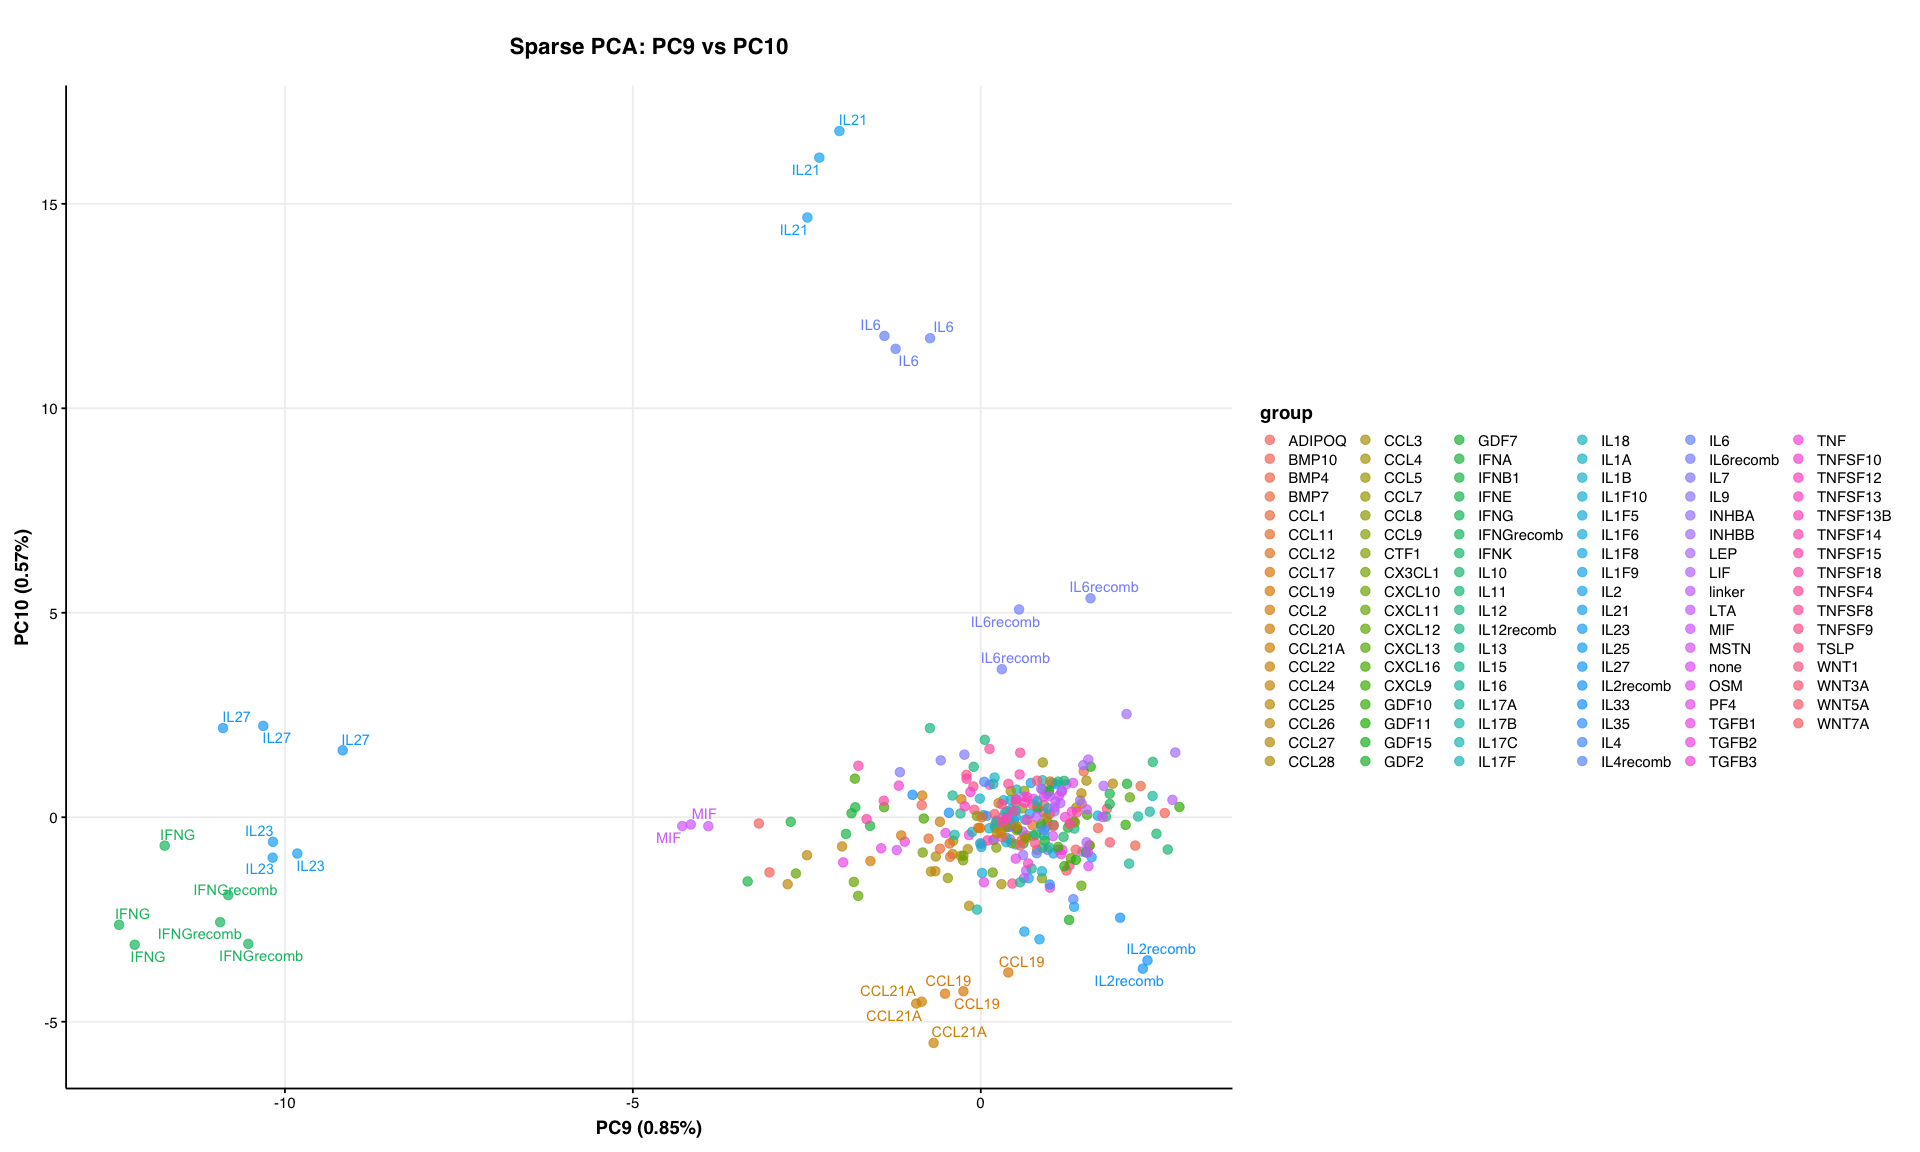 Sparse PCA: PC9 vs PC10
IL21
IL21
15
IL21
IL6
IL6
IL6
10
PC10 (0.57%)
IL6recomb
5
IL6recomb
IL6recomb
IL27
IL27
IL27
0
MIF
MIF
IFNG
IL23
IL23
IL23
IFNGrecomb
IFNG
IFNGrecomb
IFNG
IFNGrecomb
IL2recomb
IL2recomb
CCL19
CCL19
CCL19
CCL21A
CCL21A
CCL21A
-5
-10
-5
0
PC9 (0.85%)
group
ADIPOQ
BMP10
BMP4
BMP7
CCL1
CCL11
CCL12
CCL17
CCL19
CCL2
CCL20
CCL21A
CCL22
CCL24
CCL25
CCL26
CCL27
CCL28
CCL3
CCL4
CCL5
CCL7
CCL8
CCL9
CTF1
CX3CL1
CXCL10
CXCL11
CXCL12
CXCL13
CXCL16
CXCL9
GDF10
GDF11
GDF15
GDF2
GDF7
IFNA
IFNB1
IFNE
IFNG
IFNGrecomb
IFNK
IL10
IL11
IL12
IL12recomb
IL13
IL15
IL16
IL17A
IL17B
IL17C
IL17F
IL18
IL1A
IL1B
IL1F10
IL1F5
IL1F6
IL1F8
IL1F9
IL2
IL21
IL23
IL25
IL27
IL2recomb
IL33
IL35
IL4
IL4recomb
IL6
IL6recomb
IL7
IL9
INHBA
INHBB
LEP
LIF
linker
LTA
MIF
MSTN
none
OSM
PF4
TGFB1
TGFB2
TGFB3
TNF
TNFSF10
TNFSF12
TNFSF13
TNFSF13B
TNFSF14
TNFSF15
TNFSF18
TNFSF4
TNFSF8
TNFSF9
TSLP
WNT1
WNT3A
WNT5A
WNT7A